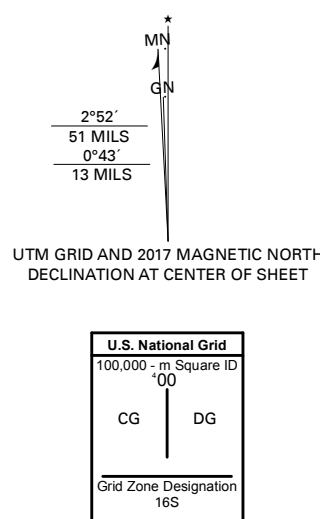 ★
MN
GN
2°52´
51 MILS
0°43´
13 MILS
UTM GRID AND 2017 MAGNETIC NORTH
DECLINATION AT CENTER OF SHEET
U.S. National Grid
100,000 - m Square ID
⁴00
CG DG
Grid Zone Designation
16S